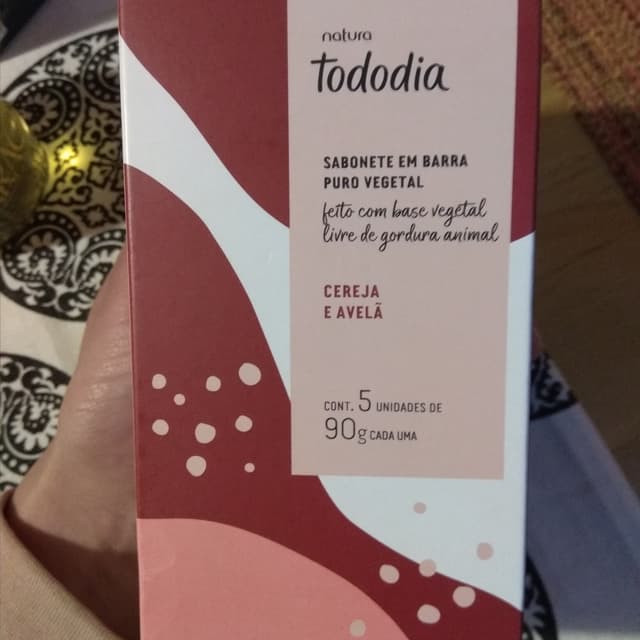 natura
Tododia
SABONETE EM BARRA
PURO VEGETAL
feito com base vegetal
livre de gordura animal
CEREJA
E AVELÃ
CONT. 5 UNIDADES DE
90g CADA UMA